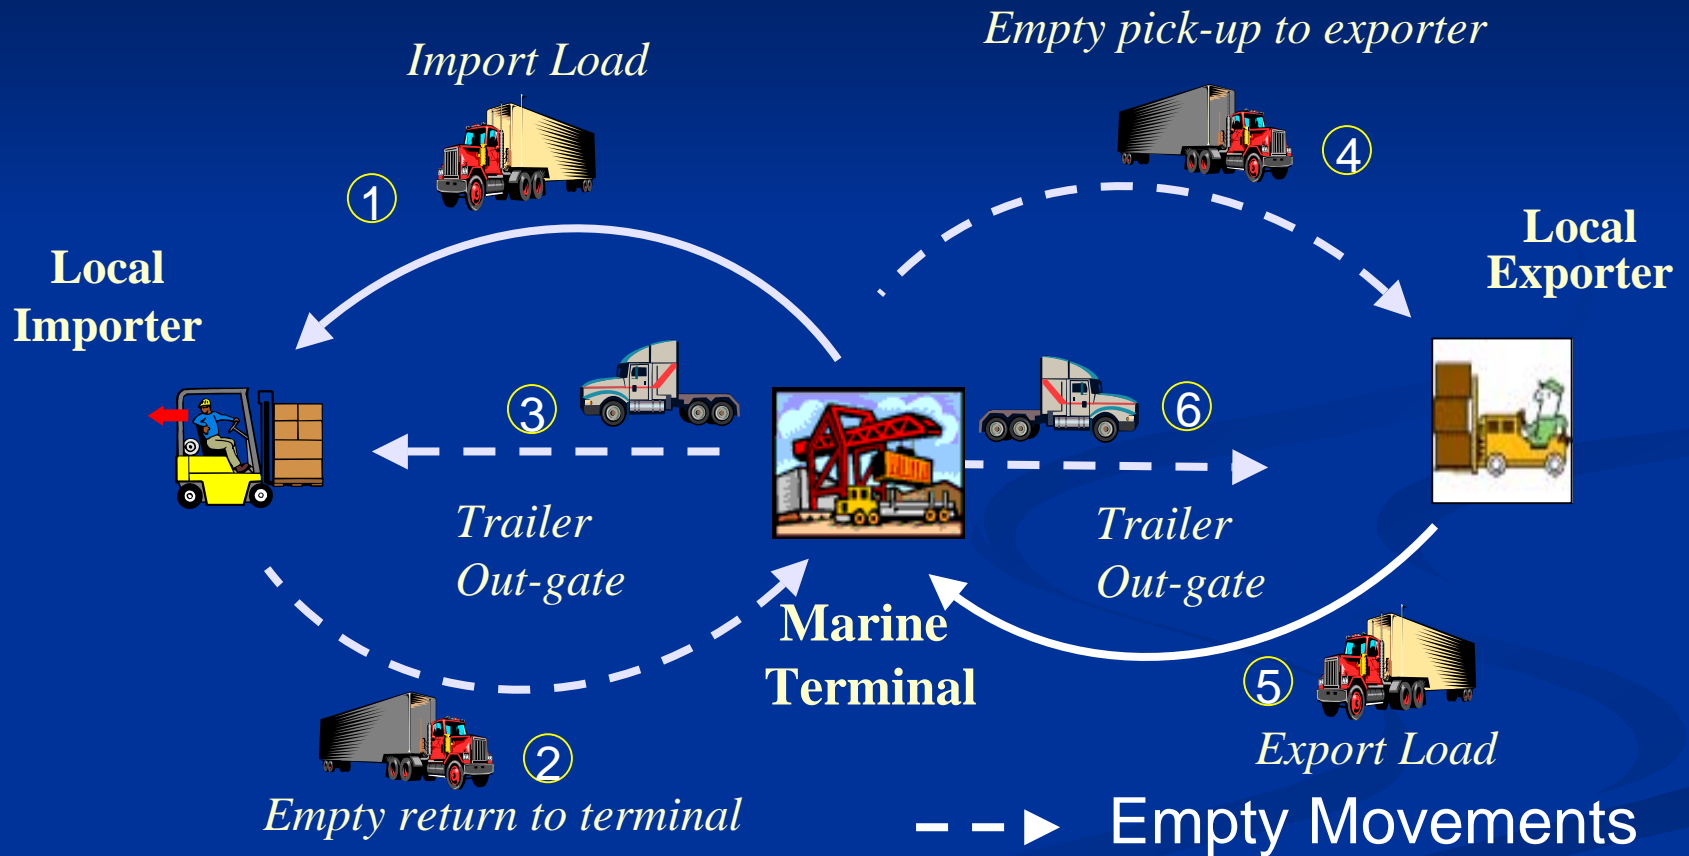 Empty pick-up to exporter
Import Load
4
1
Local
Exporter
Local
Importer
3
6
Trailer
Out-gate
Trailer
Out-gate
Marine
Terminal
5
Export Load
2
Empty return to terminal
Empty Movements